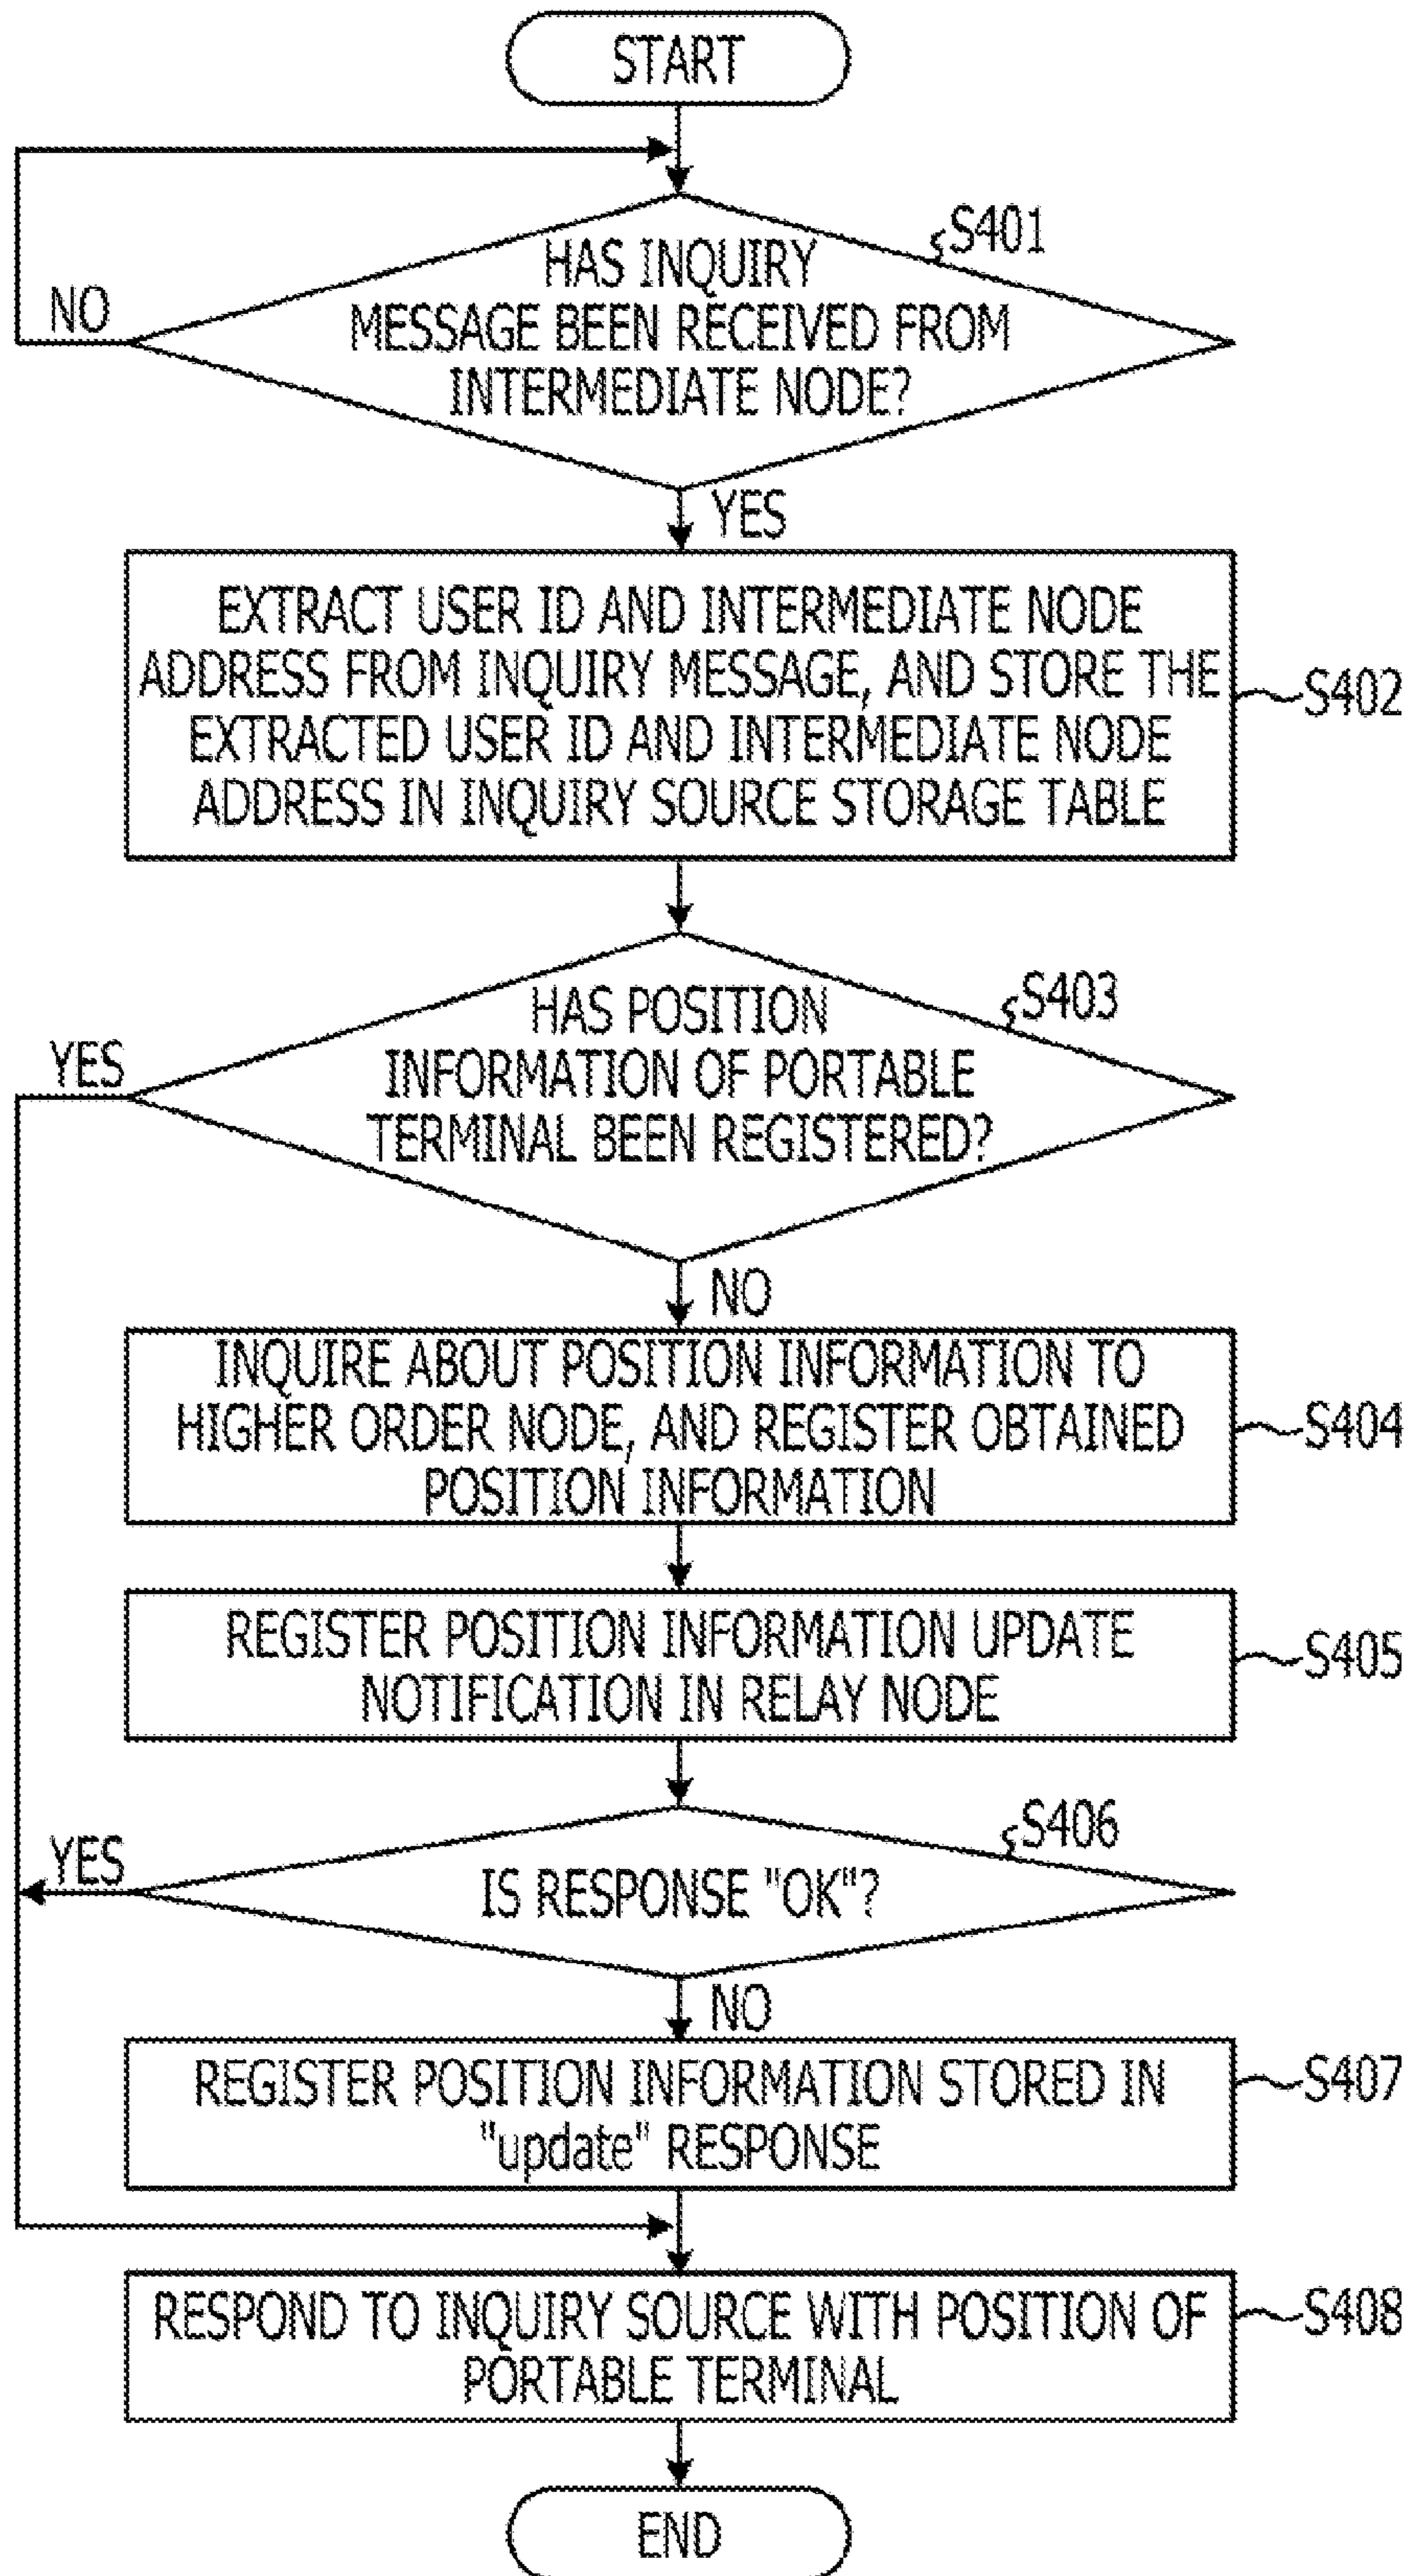 START
S401
HAS INQUIRY
MESSAGE BEEN RECEIVED FROM
INTERMEDIATE NODE?
NO
YES
EXTRACT USER ID AND INTERMEDIATE NODE
ADDRESS FROM INQUIRY MESSAGE, AND STORE THE
EXTRACTED USER ID AND INTERMEDIATE NODE
ADDRESS IN INQUIRY SOURCE STORAGE TABLE
S402
S403
HAS POSITION
INFORMATION OF PORTABLE
TERMINAL BEEN REGISTERED?
YES
NO
INQUIRE ABOUT POSITION INFORMATION TO
HIGHER ORDER NODE, AND REGISTER OBTAINED
POSITION INFORMATION
S404
REGISTER POSITION INFORMATION UPDATE
NOTIFICATION IN RELAY NODE
S405
S406
IS RESPONSE "OK"?
YES
NO
REGISTER POSITION INFORMATION STORED IN
"update" RESPONSE
S407
RESPOND TO INQUIRY SOURCE WITH POSITION OF
PORTABLE TERMINAL
S408
END